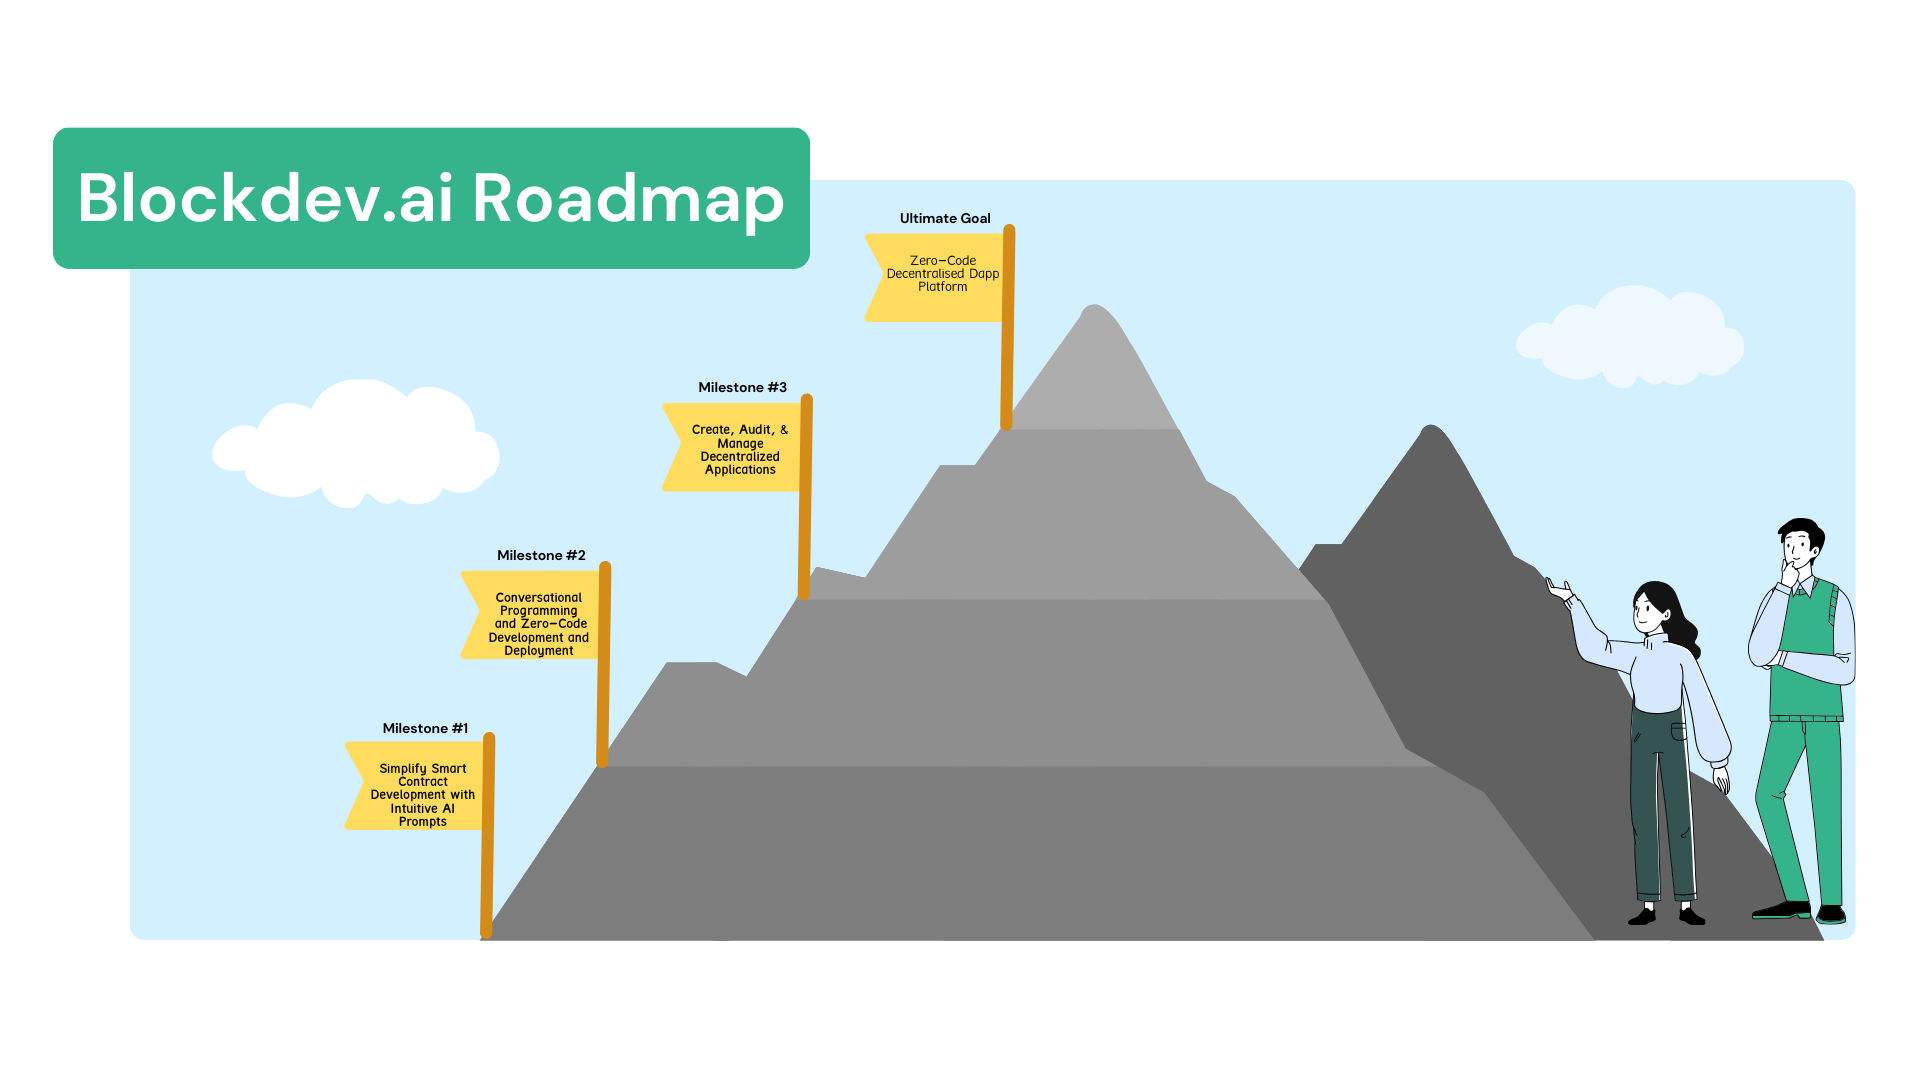 Blockdev.ai Roadmap
Ultimate Goal
Zero-Code
Decentralised Dapp
Platform
Milestone #3
Create, Audit, &
Manage
Decentralized
Applications
Milestone #2
Conversational
Programming
and Zero-Code
Development and
Deployment
Milestone #1
Simplify Smart
Contract
Development with
Intuitive AI
Prompts